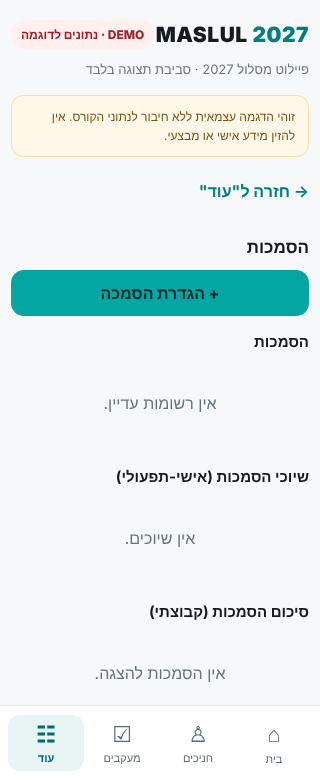 MASLUL 2027
DEMO · נתונים לדוגמה
פיילוט מסלול 2027 · סביבת תצוגה בלבד
זוהי הדגמה עצמאית ללא חיבור לנתוני הקורס. אין
להזין מידע אישי או מבצעי.
→ חזרה ל"עוד"
הסמכות
+ הגדרת הסמכה
הסמכות
אין רשומות עדיין.
שיוכי הסמכות (אישי-תפעולי)
אין שיוכים.
סיכום הסמכות (קבוצתי)
אין הסמכות להצגה.
בית
חניכים
מעקבים
עוד